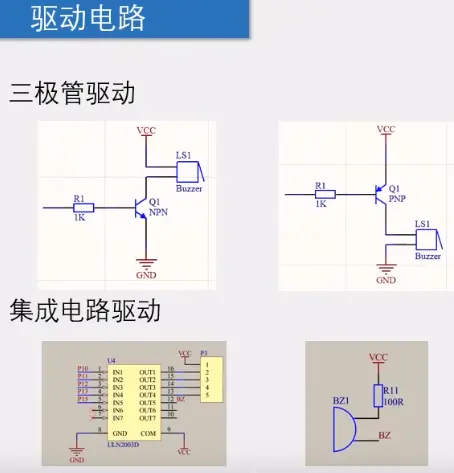 驱动电路
三极管驱动
VCC
LS1
Buzzer
R1
1K
Q1
NPN
GND
VCC
R1
1K
Q1
PNP
LS1
Buzzer
GND
集成电路驱动
U4
VCC
P3
P10 1 IN1 OUT1 16 1
P11 2 IN2 OUT2 15 2
P12 3 IN3 OUT3 14 3
P13 4 IN4 OUT4 13 4
P15 5 IN5 OUT5 12 BZ 5
6 IN6 OUT6 11
7 IN7 OUT7 10
8 GND COM 9
ULN2003D
GND
VCC
VCC
R11
100R
BZ1
BZ